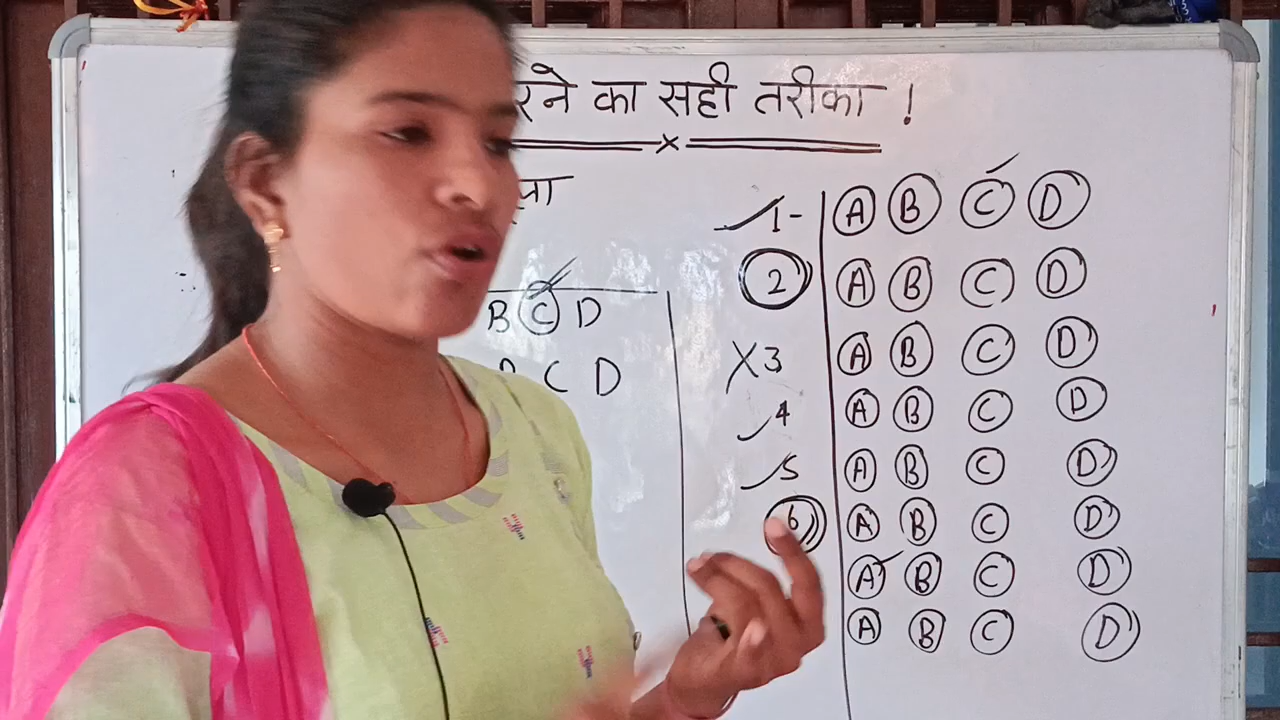 रने का सही तरीका !
ला
B C D
B C D
1- A B C D
2 A B C D
3 A B C D
4 A B C D
5 A B C D
6 A B C D
A B C D
A B C D